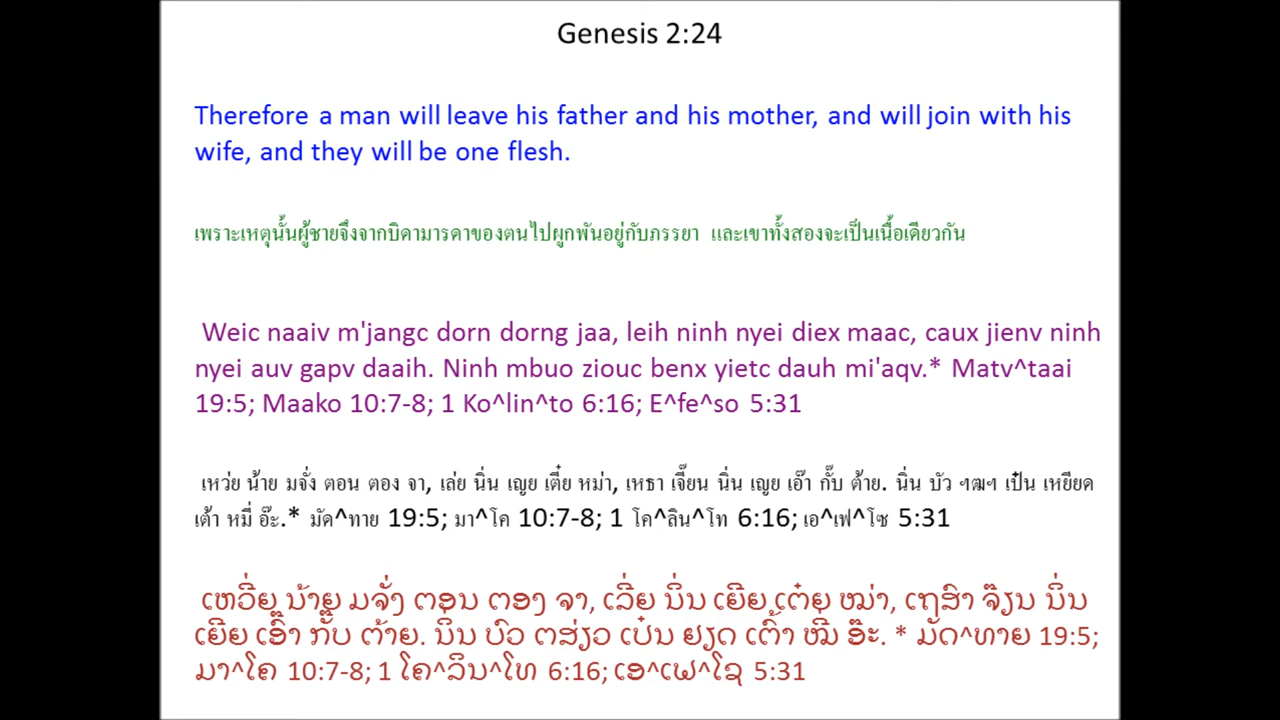 Genesis 2:24
Therefore a man will leave his father and his mother, and will join with his
wife, and they will be one flesh.
เพราะเหตุนั้นผู้ชายจึงจากบิดามารดาของตนไปผูกพันอยู่กับภรรยา และเขาทั้งสองจะเป็นเนื้อเดียวกัน
Weic naaiv m'jangc dorn dorng jaa, leih ninh nyei diex maac, caux jienv ninh
nyei auv gapv daaih. Ninh mbuo ziouc benx yietc dauh mi'aqv.* Matv^taai
19:5; Maako 10:7-8; 1 Ko^lin^to 6:16; E^fe^so 5:31
เหว่ย น้าย มจั่ง ตอน ตอง จา, เล่ย นิ่น เญย เตี๋ย หม่า, เหธา เจี๊ยน นิ่น เญย เอ๊า กั๊บ ต้าย. นิ่น บัว ฯฒฯ เป๋น เหยียด
เต้า หมี่ อ๊ะ.* มัด^ทาย 19:5; มา^โค 10:7-8; 1 โค^ลิน^โท 6:16; เอ^เฟ^โซ 5:31
ເຫວີ່ຍ ນ້າຍ ມຈັ່ງ ຕອນ ຕອງ ຈາ, ເລີ່ຍ ນິ່ນ ເຍີຍ ເຕ໋ຍ ໝ່າ, ເຖສົາ ຈ໊ຽນ ນິ່ນ
ເຍີຍ ເອົ໊າ ກັ໊ບ ຕ້າຍ. ນິ່ນ ບົວ ຕສ່ຽວ ເປ໋ນ ຢຽດ ເຕົ້າ ໝີ່ ອ໊ະ. * ມັດ^ທາຍ 19:5;
ມາ^ໂຄ 10:7-8; 1 ໂຄ^ລິນ^ໂທ 6:16; ເອ^ເຟ^ໂຊ 5:31